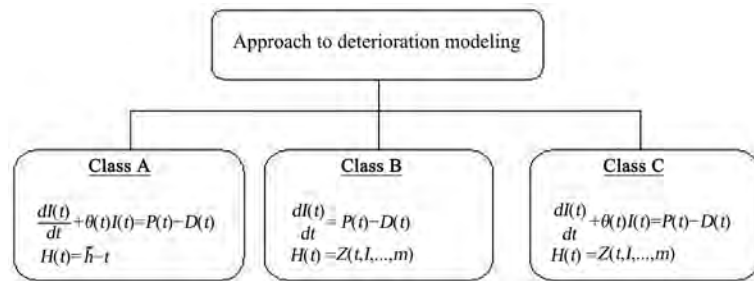 Approach to deterioration modeling
Class A
dI(t)/dt +θ(t)I(t)=P(t)−D(t)
H(t)=h̄−t
Class B
dI(t)/dt = P(t)−D(t)
H(t)=Z(t,I,...,m)
Class C
dI(t)/dt +θ(t)I(t)=P(t)−D(t)
H(t)=Z(t,I,...,m)